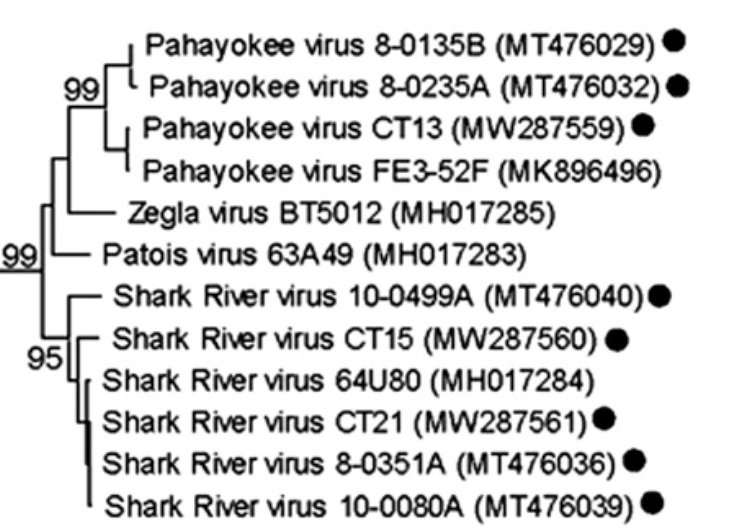 Pahayokee virus 8-0135B (MT476029)
99
Pahayokee virus 8-0235A (MT476032)
Pahayokee virus CT13 (MW287559)
Pahayokee virus FE3-52F (MK896496)
Zegla virus BT5012 (MH017285)
99
Patois virus 63A49 (MH017283)
Shark River virus 10-0499A (MT476040)
Shark River virus CT15 (MW287560)
95
Shark River virus 64U80 (MH017284)
Shark River virus CT21 (MW287561)
Shark River virus 8-0351A (MT476036)
Shark River virus 10-0080A (MT476039)